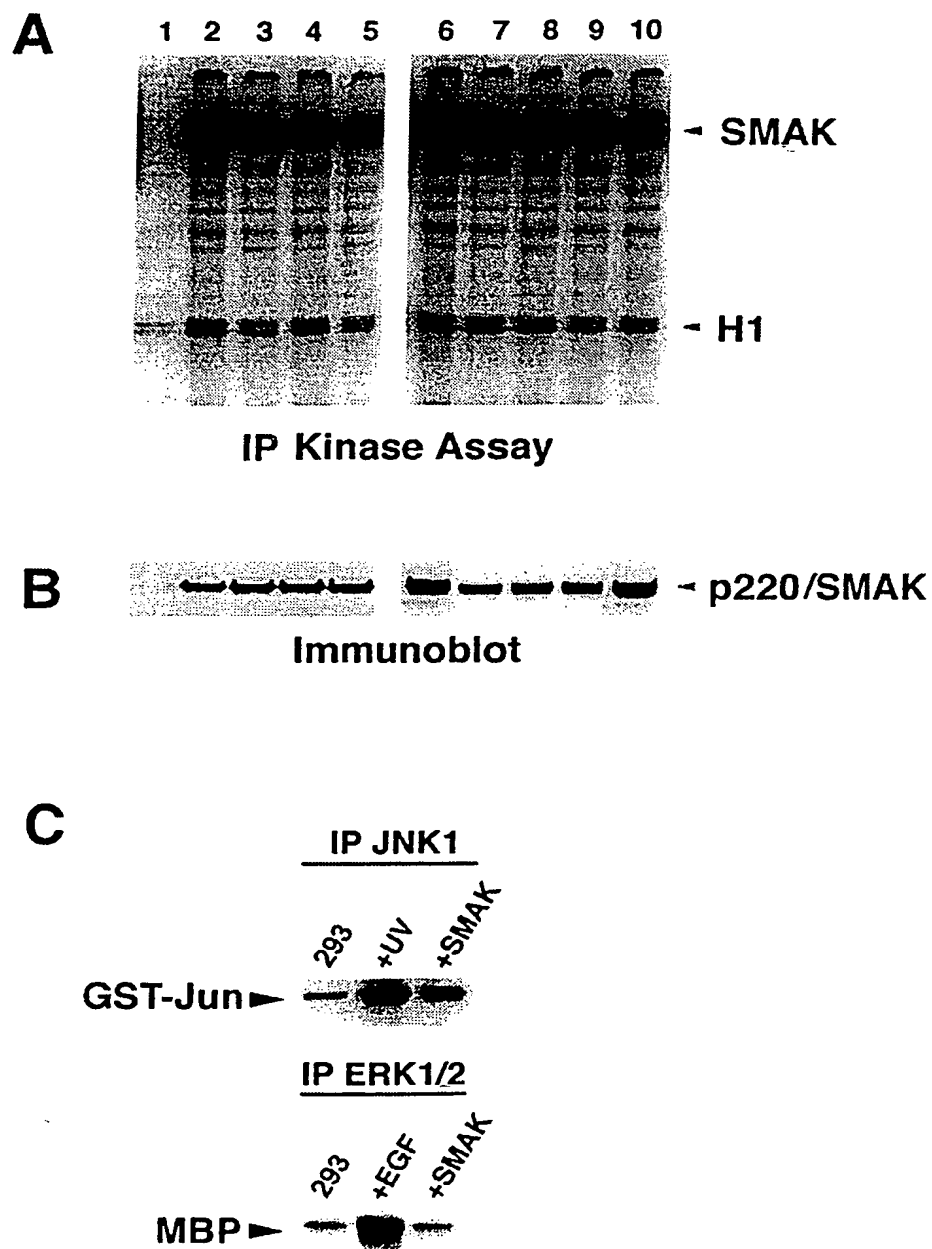 A
1 2 3 4 5 6 7 8 9 10
SMAK
H1
IP Kinase Assay
B
p220/SMAK
Immunoblot
C
IP JNK1
293 +UV +SMAK
GST-Jun
IP ERK1/2
293 +EGF +SMAK
MBP